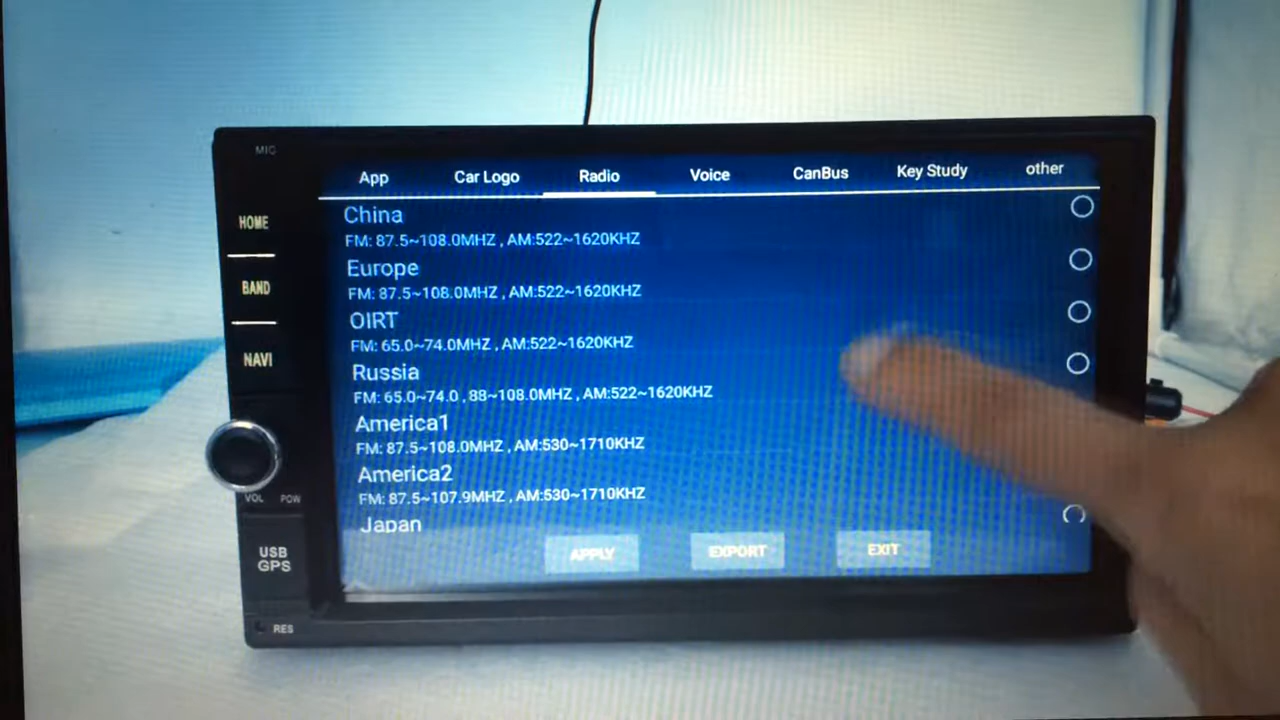 MIC
App Car Logo Radio Voice CanBus Key Study other
HOME
BAND
NAVI
VOL POW
USB
GPS
RES
China
FM: 87.5~108.0MHZ , AM:522~1620KHZ
Europe
FM: 87.5~108.0MHZ , AM:522~1620KHZ
OIRT
FM: 65.0~74.0MHZ , AM:522~1620KHZ
Russia
FM: 65.0~74.0 , 88~108.0MHZ , AM:522~1620KHZ
America1
FM: 87.5~108.0MHZ , AM:530~1710KHZ
America2
FM: 87.5~107.9MHZ , AM:530~1710KHZ
Japan
APPLY EXPORT EXIT